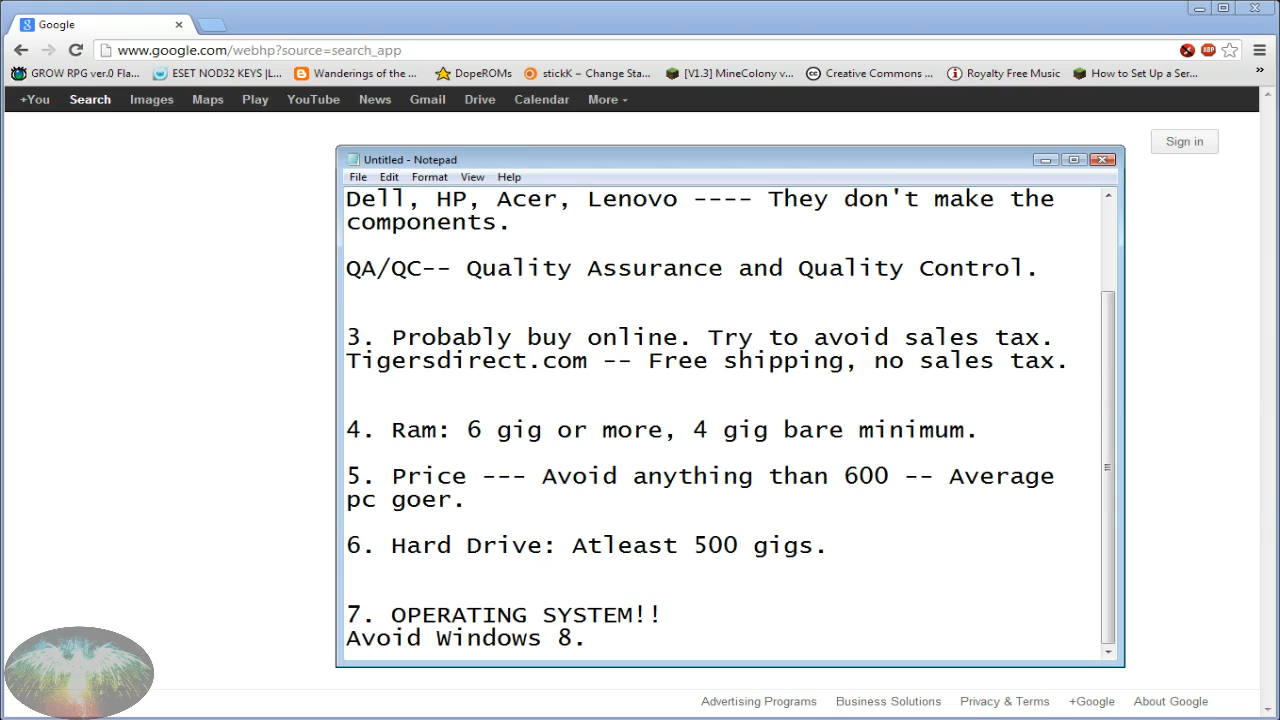 Google
www.google.com/webhp?source=search_app
GROW RPG ver.0 Fla...
ESET NOD32 KEYS |...
Wanderings of the ...
DopeROMs
stickK – Change Sta...
[V1.3] MineColony v...
Creative Commons ...
Royalty Free Music
How to Set Up a Ser...
»
+You
Search
Images
Maps
Play
YouTube
News
Gmail
Drive
Calendar
More
Sign in
Untitled - Notepad
File
Edit
Format
View
Help
Dell, HP, Acer, Lenovo ---- They don't make the
components.
QA/QC-- Quality Assurance and Quality Control.
3. Probably buy online. Try to avoid sales tax.
Tigersdirect.com -- Free shipping, no sales tax.
4. Ram: 6 gig or more, 4 gig bare minimum.
5. Price --- Avoid anything than 600 -- Average
pc goer.
6. Hard Drive: Atleast 500 gigs.
7. OPERATING SYSTEM!!
Avoid Windows 8.
Advertising Programs
Business Solutions
Privacy & Terms
+Google
About Google